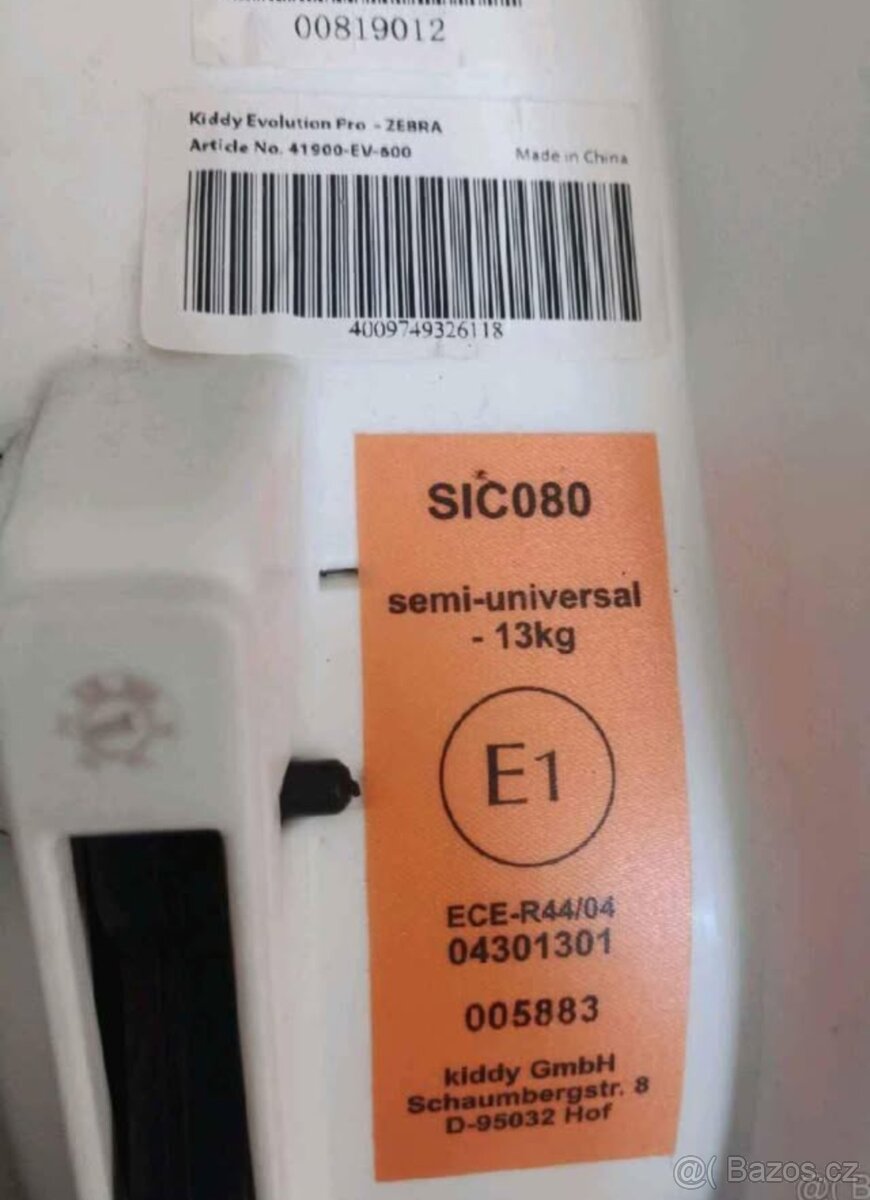 00819012
Kiddy Evolution Pro - ZEBRA
Article No. 41900-EV-600
Made in China
4009749326118
SIC080
semi-universal
- 13kg
E1
ECE-R44/04
04301301
005883
kiddy GmbH
Schaumbergstr. 8
D-95032 Hof
@( Bazos.cz